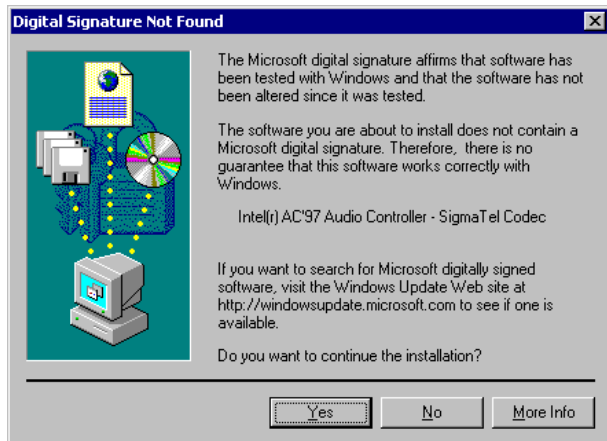 Digital Signature Not Found
The Microsoft digital signature affirms that software has
been tested with Windows and that the software has not
been altered since it was tested.
The software you are about to install does not contain a
Microsoft digital signature. Therefore,  there is no
guarantee that this software works correctly with
Windows.
Intel(r) AC'97 Audio Controller - SigmaTel Codec
If you want to search for Microsoft digitally signed
software, visit the Windows Update Web site at
http://windowsupdate.microsoft.com to see if one is
available.
Do you want to continue the installation?
Yes No More Info